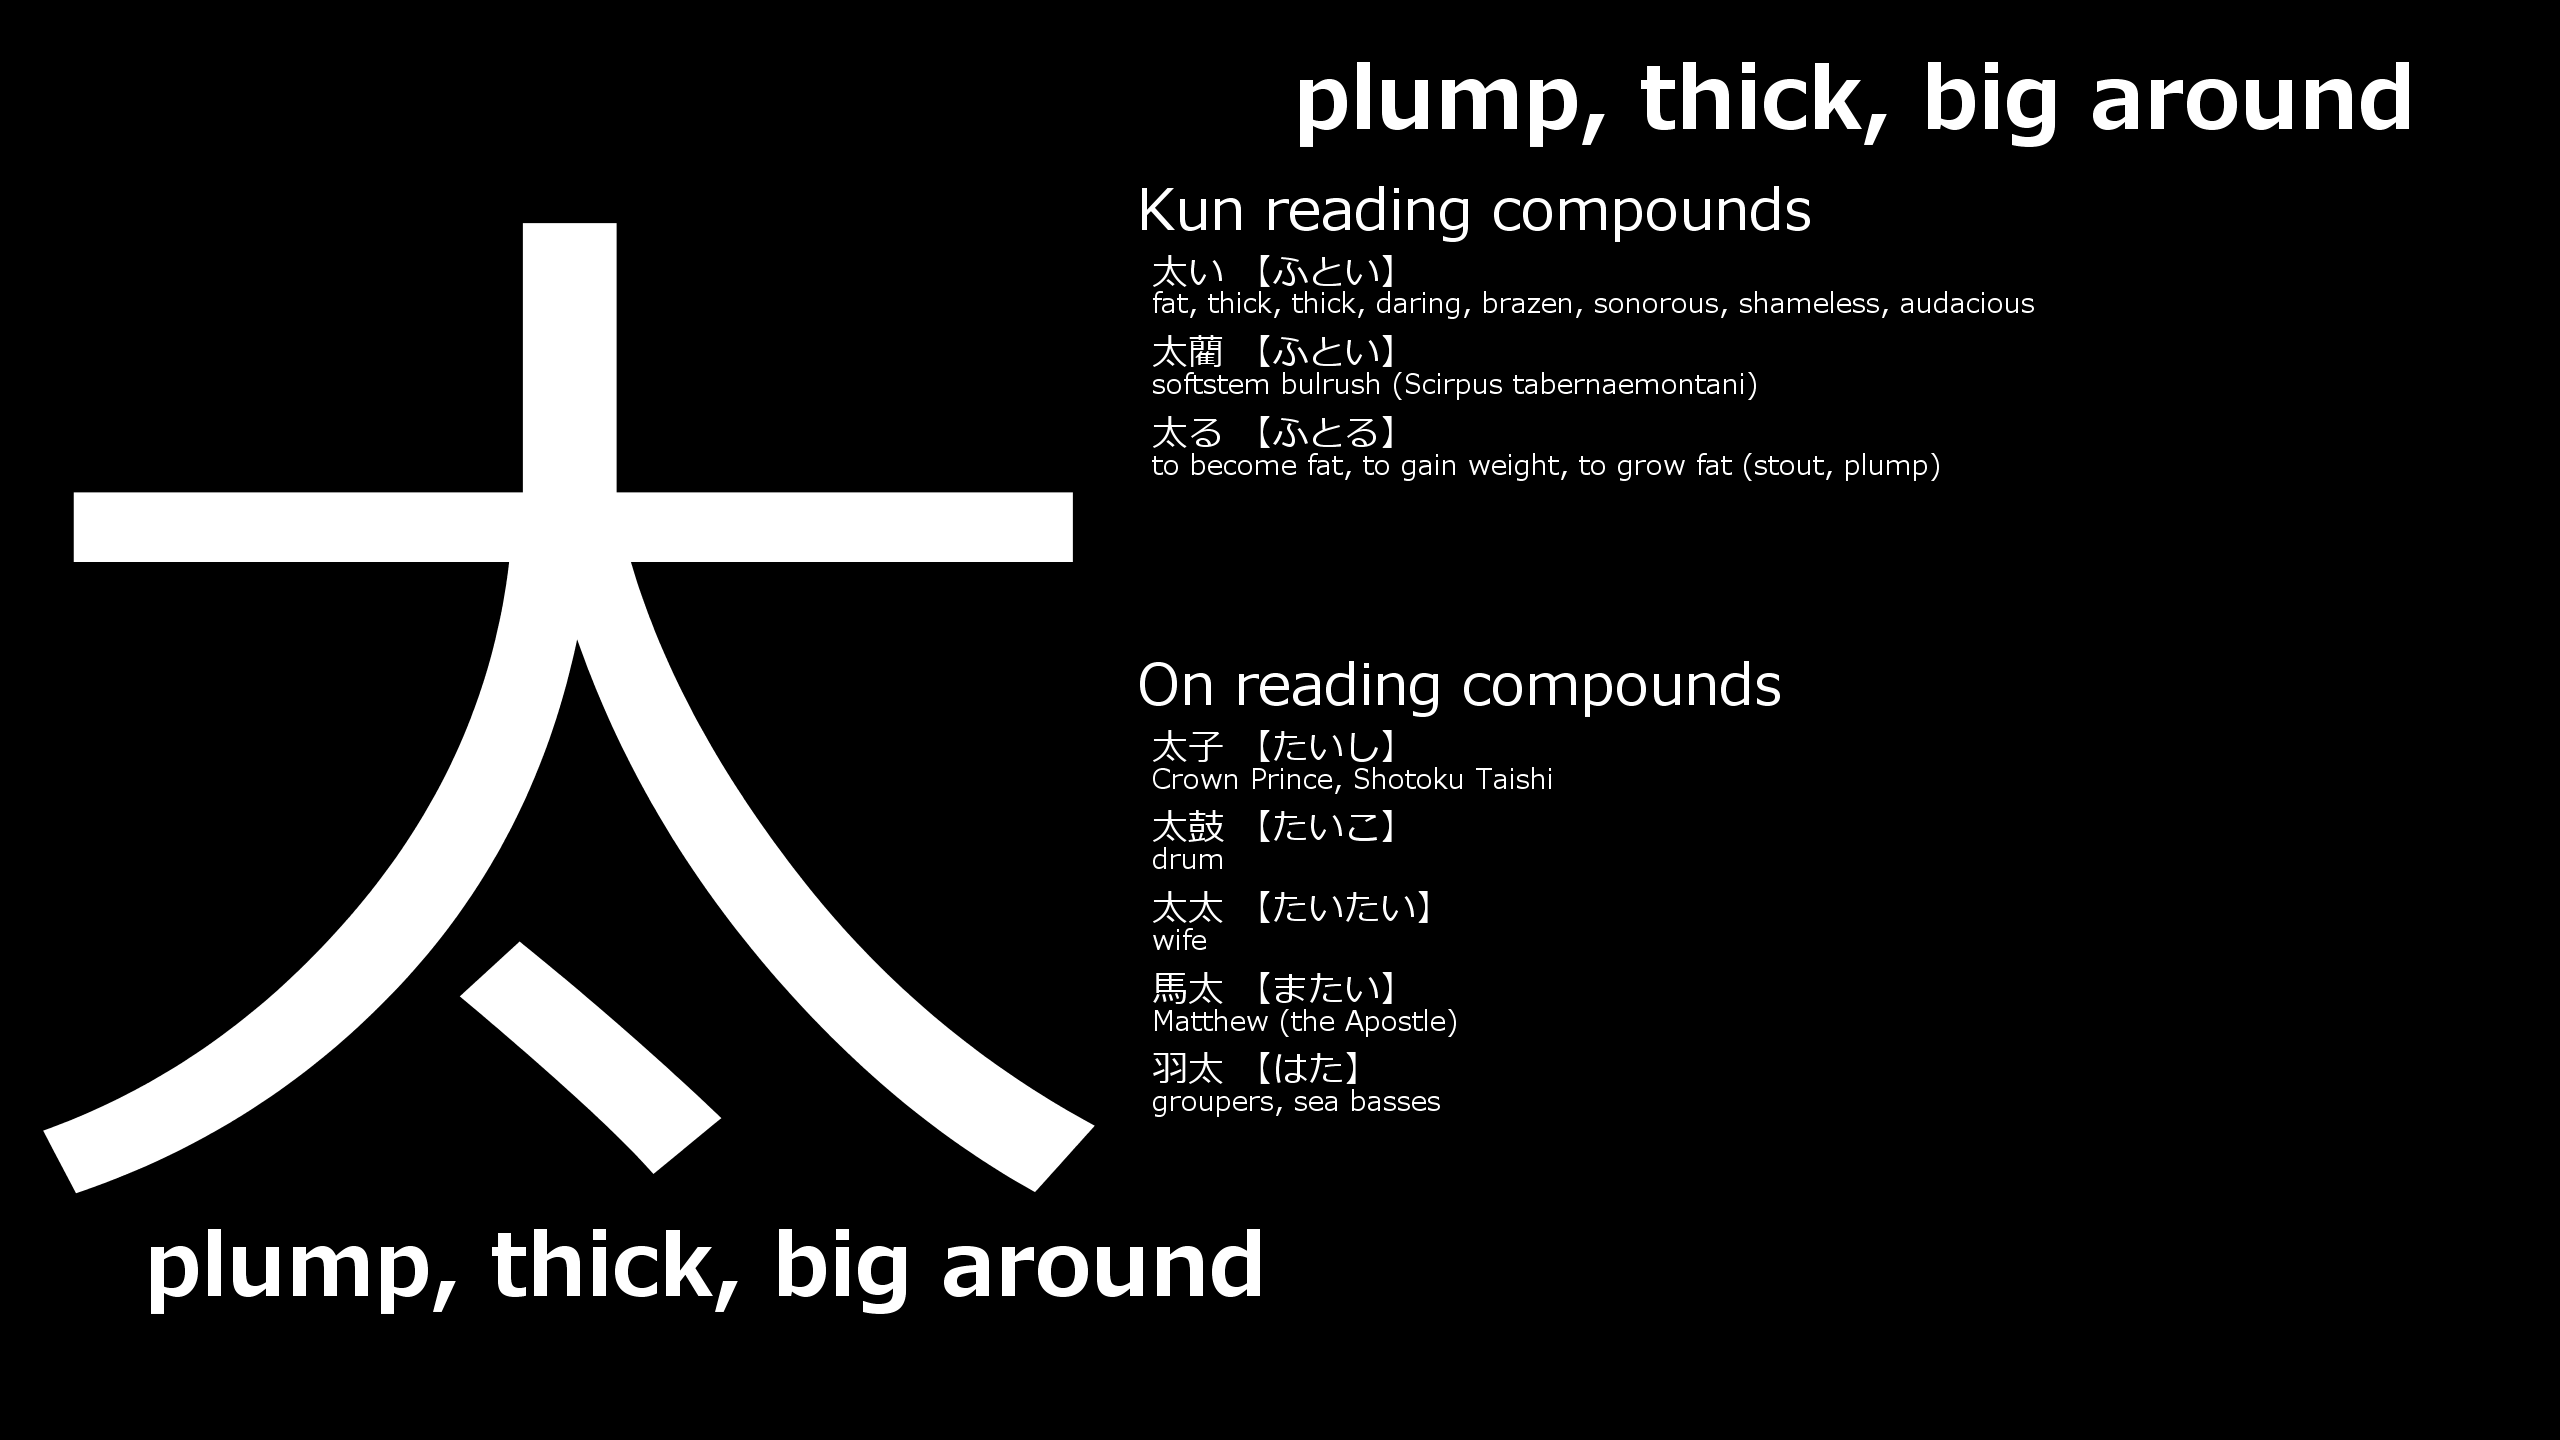 plump, thick, big around
太
Kun reading compounds
太い 【ふとい】
fat, thick, thick, daring, brazen, sonorous, shameless, audacious
太藺 【ふとい】
softstem bulrush (Scirpus tabernaemontani)
太る 【ふとる】
to become fat, to gain weight, to grow fat (stout, plump)
On reading compounds
太子 【たいし】
Crown Prince, Shotoku Taishi
太鼓 【たいこ】
drum
太太 【たいたい】
wife
馬太 【またい】
Matthew (the Apostle)
羽太 【はた】
groupers, sea basses
plump, thick, big around